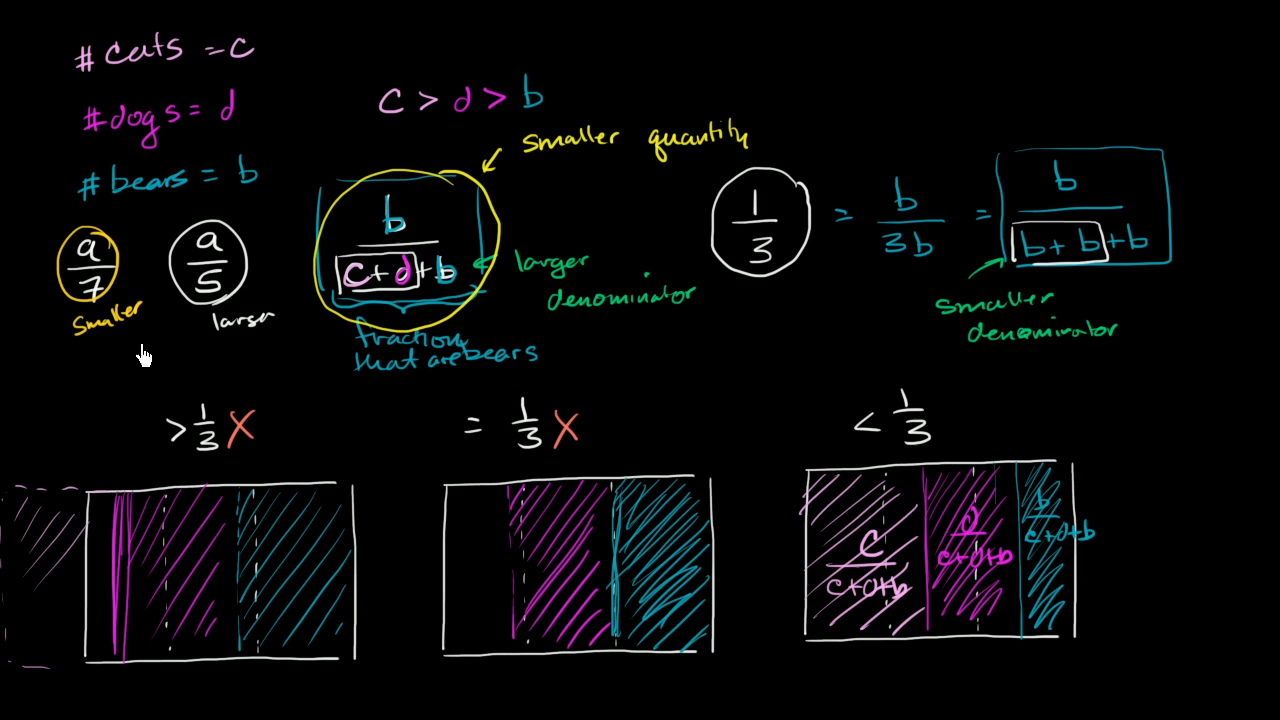 # cats = c
# dogs = d
# bears = b
c > d > b
smaller quantity
a/7
smaller
a/5
larger
b/(c+d+b)
larger
denominator
fraction
that are bears
1/3 = b/3b = b/(b+b+b)
smaller
denominator
> 1/3 X
= 1/3 X
< 1/3
c/(c+d+b)
d/(c+d+b)
b/(c+d+b)